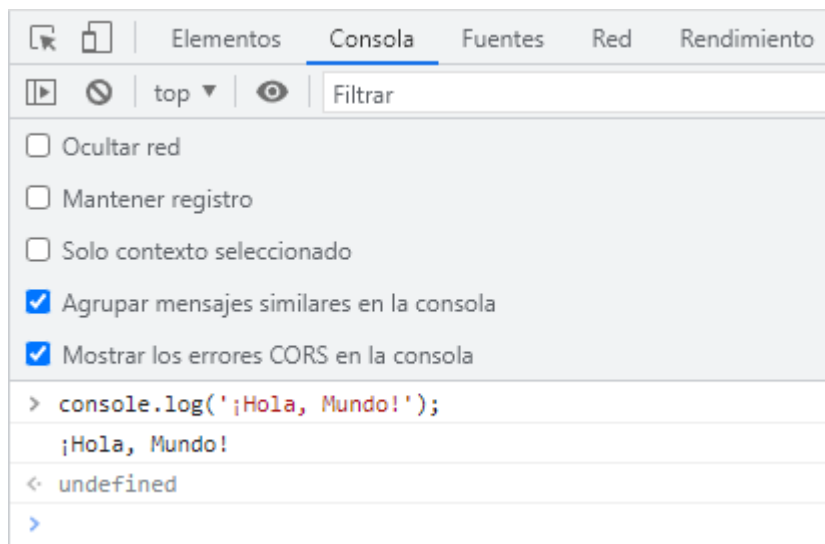 Elementos Consola Fuentes Red Rendimiento
top Filtrar
Ocultar red
Mantener registro
Solo contexto seleccionado
Agrupar mensajes similares en la consola
Mostrar los errores CORS en la consola
> console.log('¡Hola, Mundo!');
¡Hola, Mundo!
undefined
>